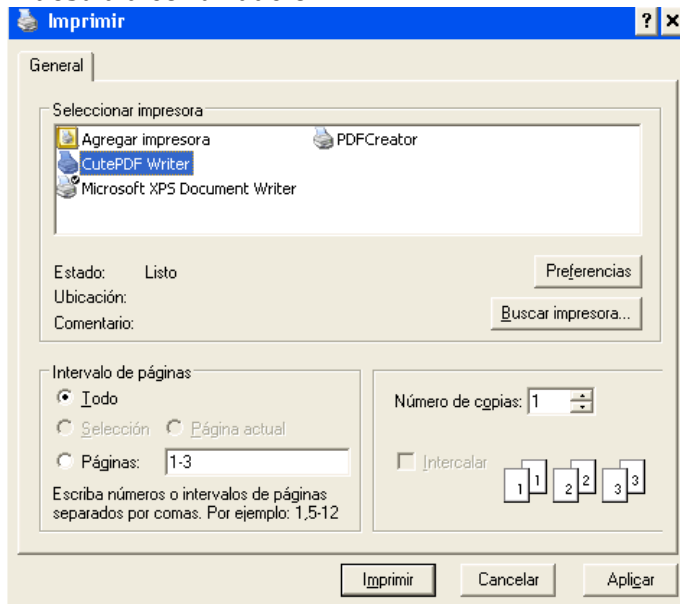 Imprimir
General
Seleccionar impresora
Agregar impresora
PDFCreator
CutePDF Writer
Microsoft XPS Document Writer
Estado: Listo
Preferencias
Ubicación:
Buscar impresora...
Comentario:
Intervalo de páginas
Todo
Número de copias: 1
Selección
Página actual
Páginas: 1-3
Intercalar
1 1 2 2 3 3
Escriba números o intervalos de páginas
separados por comas. Por ejemplo: 1,5-12
Imprimir
Cancelar
Aplicar